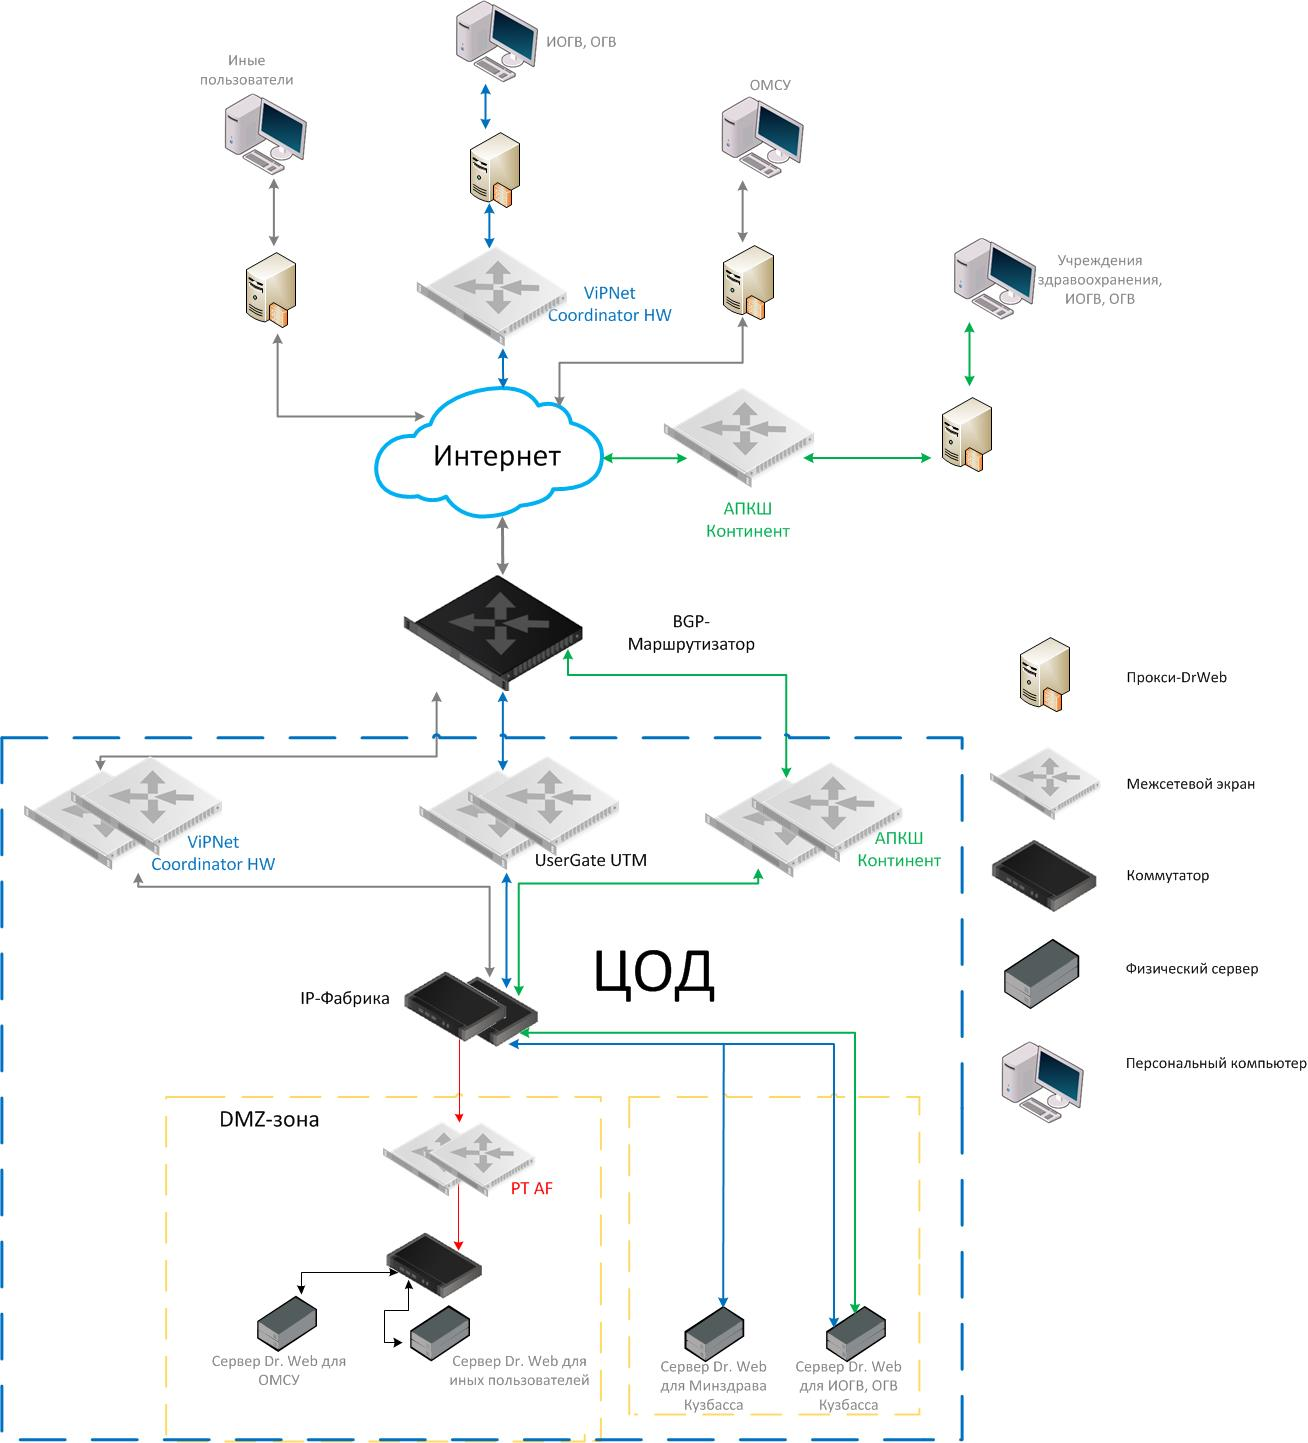 ИОГВ, ОГВ
Иные
пользователи
ОМСУ
Учреждения
здравоохранения,
ИОГВ, ОГВ
ViPNet
Coordinator HW
Интернет
АПКШ
Континент
BGP-
Маршрутизатор
Прокси-DrWeb
Межсетевой экран
ViPNet
Coordinator HW
UserGate UTM
АПКШ
Континент
Коммутатор
ЦОД
Физический сервер
IP-Фабрика
Персональный компьютер
DMZ-зона
PT AF
Сервер Dr. Web для
ОМСУ
Сервер Dr. Web для
иных пользователей
Сервер Dr. Web
для Минздрава
Кузбасса
Сервер Dr. Web
для ИОГВ, ОГВ
Кузбасса